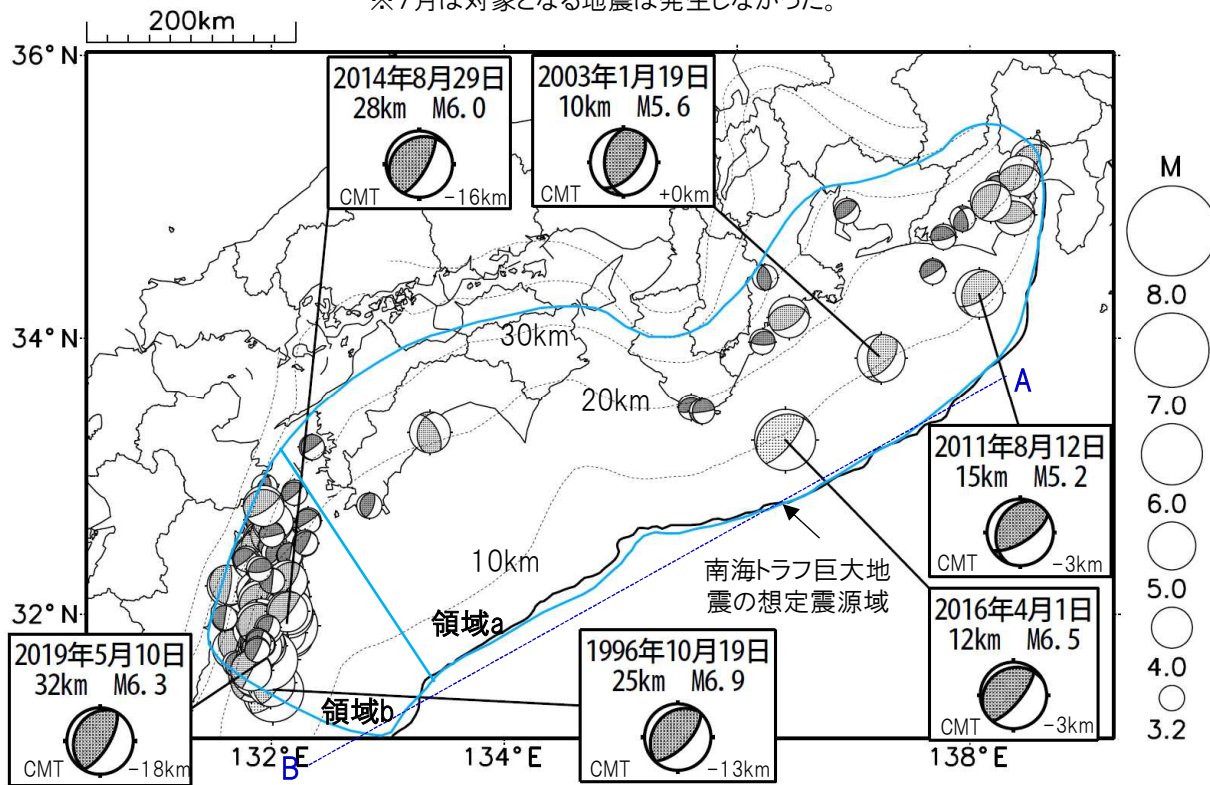 ※7月は対象となる地震は発生しなかった。
200km
36°N
2014年8月29日
28km M6.0
CMT -16km
2003年1月19日
10km M5.6
CMT +0km
M
8.0
7.0
6.0
5.0
4.0
3.2
34°N
30km
20km
10km
A
2011年8月12日
15km M5.2
CMT -3km
南海トラフ巨大地
震の想定震源域
32°N
領域a
領域b
2019年5月10日
32km M6.3
CMT -18km
1996年10月19日
25km M6.9
CMT -13km
2016年4月1日
12km M6.5
CMT -3km
132°E
B
134°E
138°E